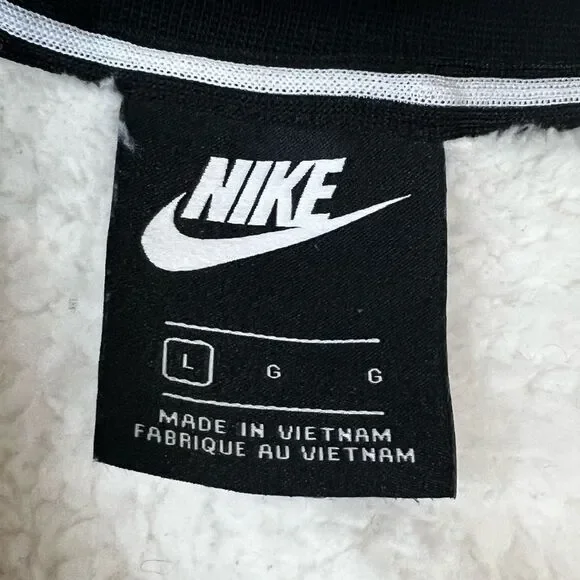 NIKE
L G G
MADE IN VIETNAM
FABRIQUE AU VIETNAM